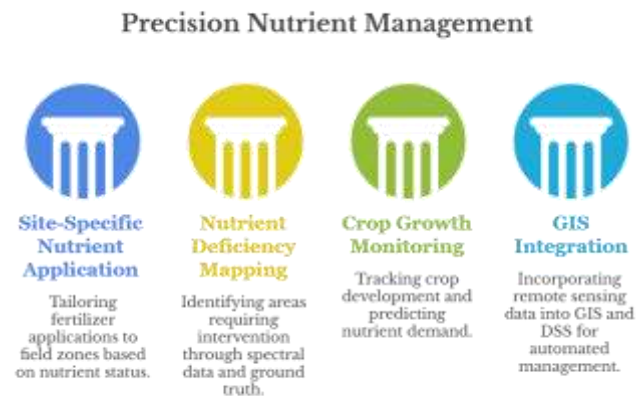 Precision Nutrient Management
Site-Specific
Nutrient
Application
Tailoring
fertilizer
applications to
field zones based
on nutrient status.
Nutrient
Deficiency
Mapping
Identifying areas
requiring
intervention
through spectral
data and ground
truth.
Crop Growth
Monitoring
Tracking crop
development and
predicting
nutrient demand.
GIS
Integration
Incorporating
remote sensing
data into GIS and
DSS for
automated
management.